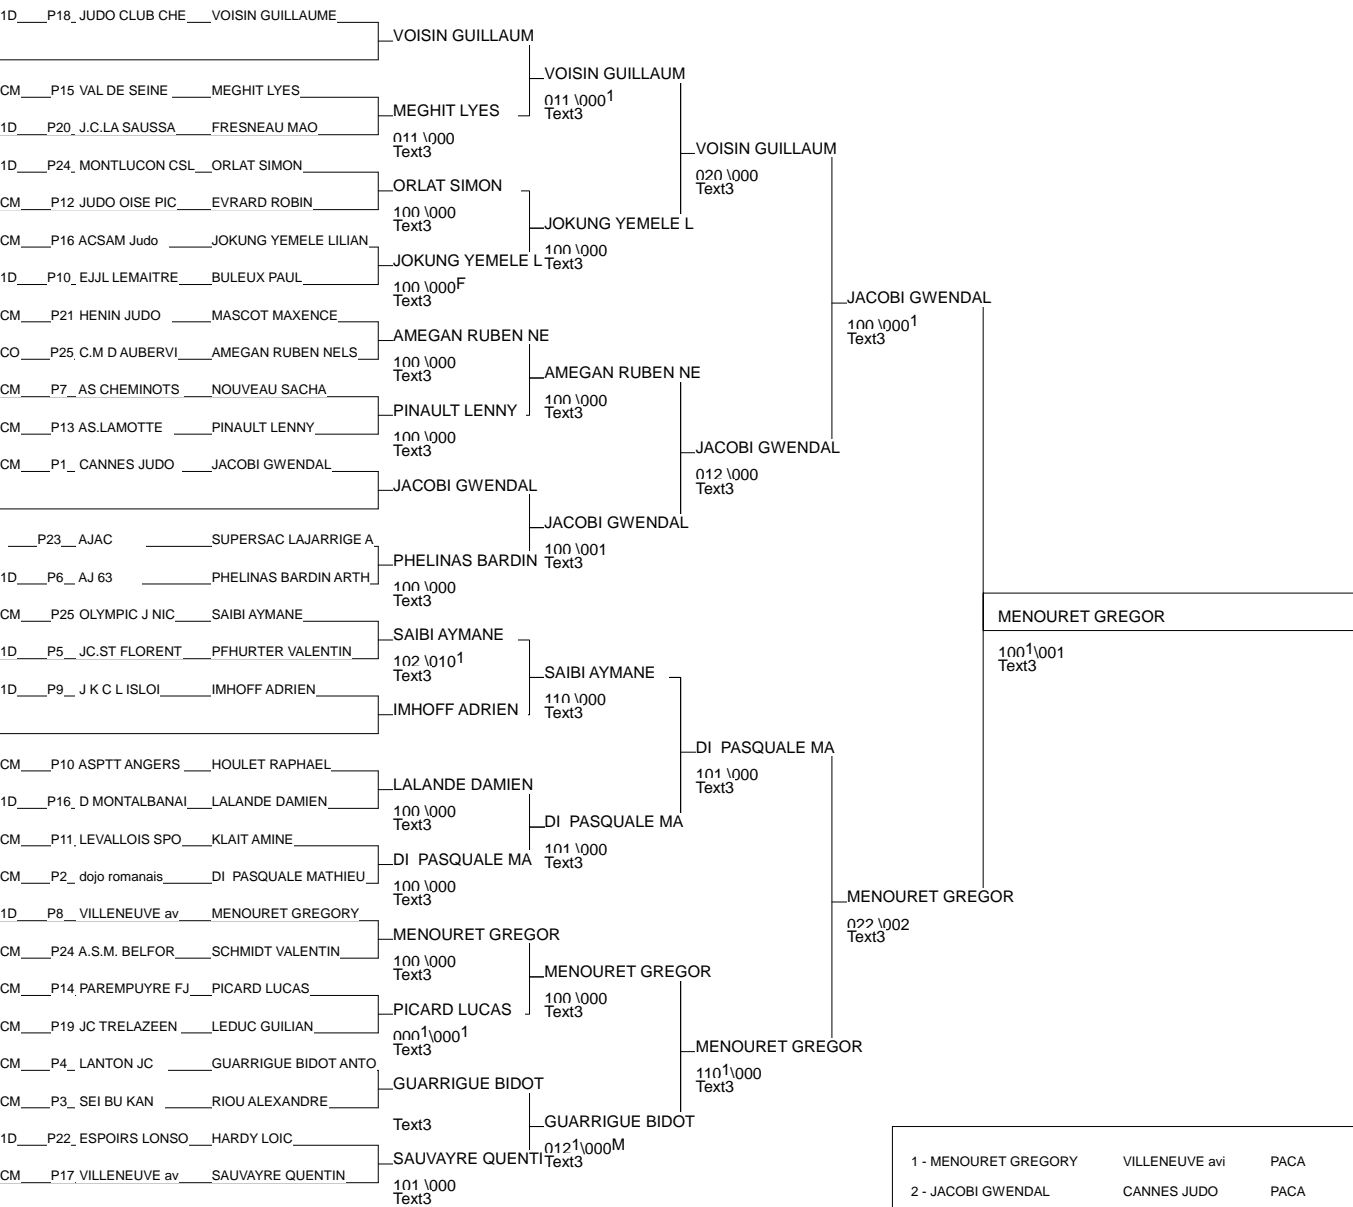 1D P18 JUDO CLUB CHE VOISIN GUILLAUME
VOISIN GUILLAUM
VOISIN GUILLAUM
CM P15 VAL DE SEINE MEGHIT LYES
011 \000 1
Text3
MEGHIT LYES
1D P20 J.C.LA SAUSSA FRESNEAU MAO
011 \000
Text3
VOISIN GUILLAUM
1D P24 MONTLUCON CSL ORLAT SIMON
020 \000
Text3
ORLAT SIMON
CM P12 JUDO OISE PIC EVRARD ROBIN
100 \000
Text3
JOKUNG YEMELE L
CM P16 ACSAM Judo JOKUNG YEMELE LILIAN
100 \000
Text3
JOKUNG YEMELE L
1D P10 EJJL LEMAITRE BULEUX PAUL
100 \000F
Text3
JACOBI GWENDAL
CM P21 HENIN JUDO MASCOT MAXENCE
100 \000 1
Text3
AMEGAN RUBEN NE
CO P25 C.M D AUBERVI AMEGAN RUBEN NELS
100 \000
Text3
AMEGAN RUBEN NE
CM P7 AS CHEMINOTS NOUVEAU SACHA
100 \000
Text3
PINAULT LENNY
CM P13 AS.LAMOTTE PINAULT LENNY
100 \000
Text3
JACOBI GWENDAL
CM P1 CANNES JUDO JACOBI GWENDAL
012 \000
Text3
JACOBI GWENDAL
JACOBI GWENDAL
P23 AJAC SUPERSAC LAJARRIGE A
100 \001
Text3
PHELINAS BARDIN
1D P6 AJ 63 PHELINAS BARDIN ARTH
100 \000
Text3
CM P25 OLYMPIC J NIC SAIBI AYMANE
MENOURET GREGOR
SAIBI AYMANE
1D P5 JC.ST FLORENT PFHURTER VALENTIN
100 1\001
Text3
102 \010 1
Text3
SAIBI AYMANE
1D P9 J K C L ISLOI IMHOFF ADRIEN
110 \000
Text3
IMHOFF ADRIEN
DI PASQUALE MA
CM P10 ASPTT ANGERS HOULET RAPHAEL
101 \000
Text3
LALANDE DAMIEN
1D P16 D MONTALBANAI LALANDE DAMIEN
100 \000
Text3
DI PASQUALE MA
CM P11 LEVALLOIS SPO KLAIT AMINE
101 \000
Text3
DI PASQUALE MA
CM P2 dojo romanais DI PASQUALE MATHIEU
100 \000
Text3
MENOURET GREGOR
1D P8 VILLENEUVE av MENOURET GREGORY
022 \002
Text3
MENOURET GREGOR
CM P24 A.S.M. BELFOR SCHMIDT VALENTIN
100 \000
Text3
MENOURET GREGOR
CM P14 PAREMPUYRE FJ PICARD LUCAS
100 \000
Text3
PICARD LUCAS
CM P19 JC TRELAZEEN LEDUC GUILIAN
000 1\000 1
Text3
MENOURET GREGOR
CM P4 LANTON JC GUARRIGUE BIDOT ANTO
110 1\000
Text3
GUARRIGUE BIDOT
CM P3 SEI BU KAN RIOU ALEXANDRE
Text3
GUARRIGUE BIDOT
1D P22 ESPOIRS LONSO HARDY LOIC
012 1\000M
Text3
SAUVAYRE QUENTI
CM P17 VILLENEUVE av SAUVAYRE QUENTIN
101 \000
Text3
1 - MENOURET GREGORY VILLENEUVE avi PACA
2 - JACOBI GWENDAL CANNES JUDO PACA